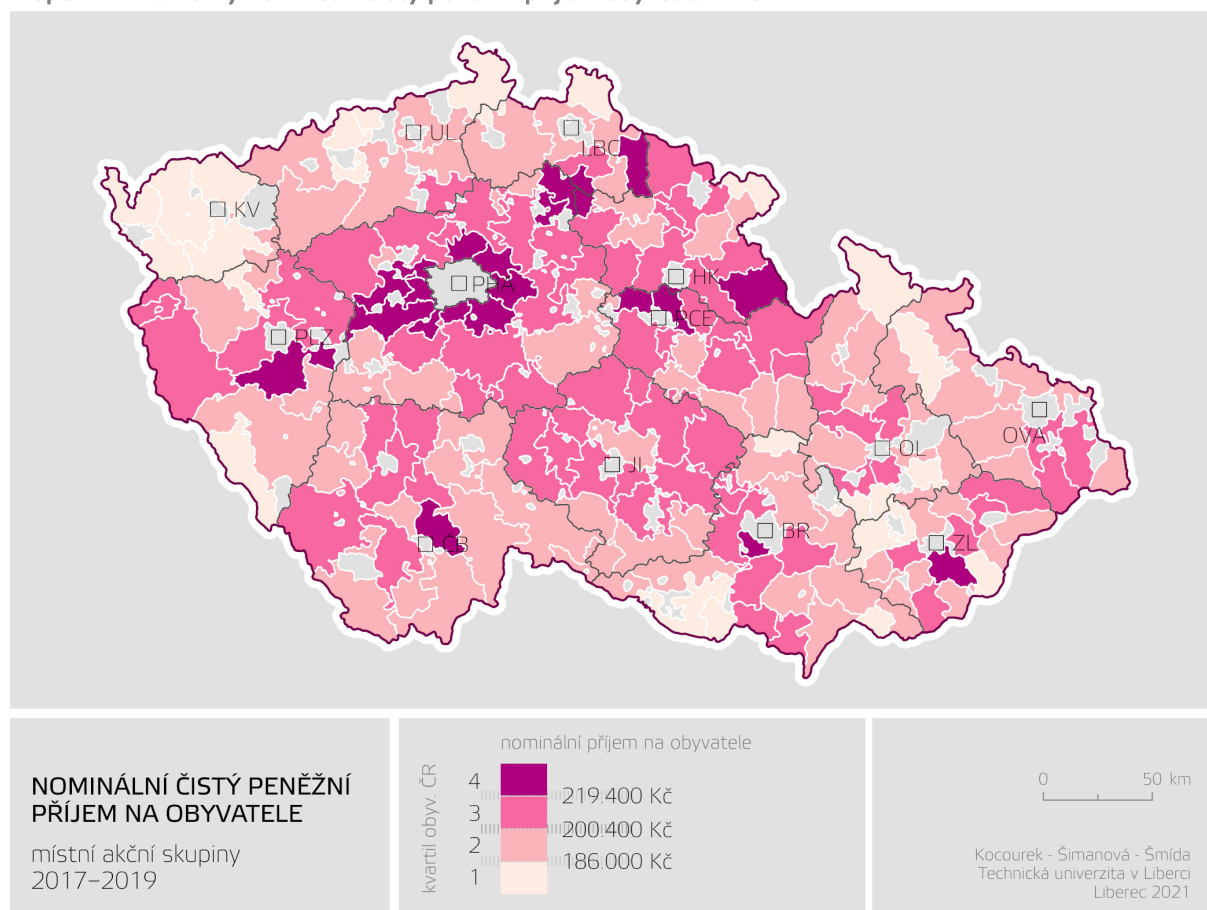 UL
LBC
KV
PHA
HK
PCE
PLZ
OVA
OL
JI
BR
ČB
ZL
NOMINÁLNÍ ČISTÝ PENĚŽNÍ
PŘÍJEM NA OBYVATELE
místní akční skupiny
2017–2019
nominální příjem na obyvatele
kvartil obyv. ČR
4
219.400 Kč
3
200.400 Kč
2
186.000 Kč
1
0 50 km
Kocourek - Šimanová - Šmída
Technická univerzita v Liberci
Liberec 2021